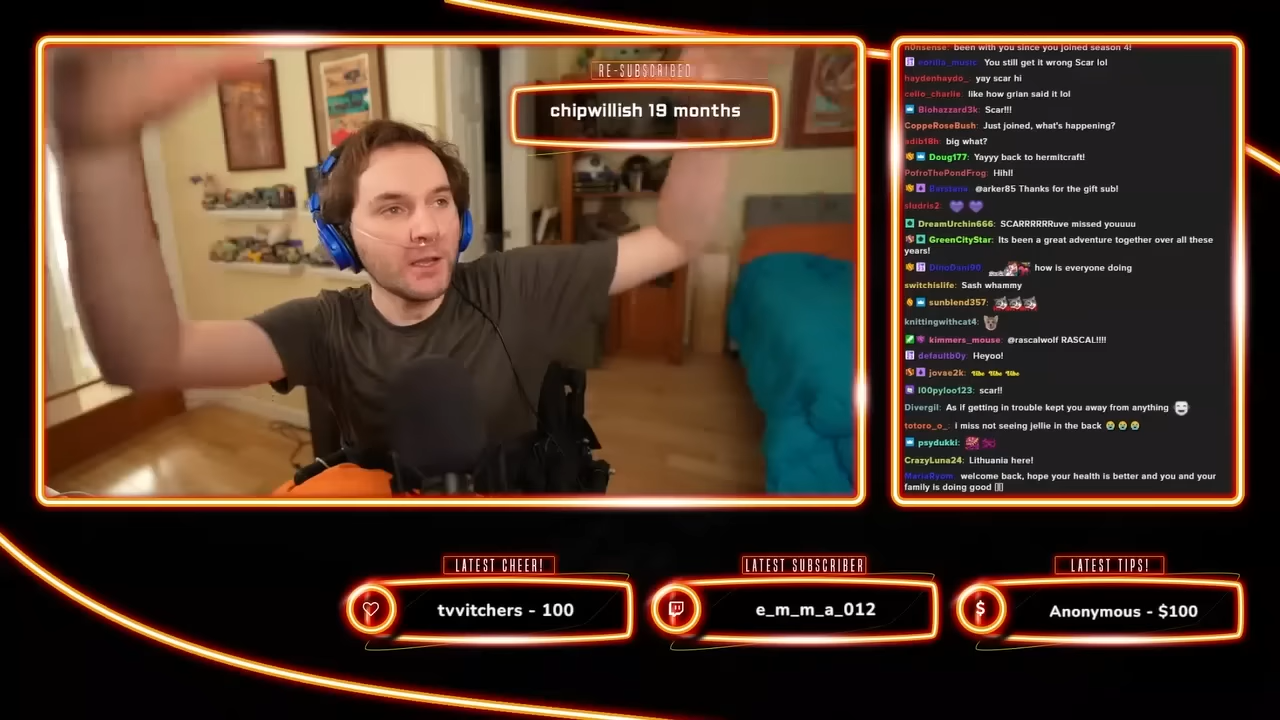 RE-SUBSCRIBED
chipwillish 19 months
n0nsense: been with you since you joined season 4!
You still get it wrong Scar lol
haydenhaydo_ yay scar hi
cello_charlie: like how grian said it lol
Biohazzard3k: Scar!!!
CoppeRoseBush: Just joined, what's happening?
adib18h: big what?
Doug177: Yayyy back to hermitcraft!
PofroThePondFrog: Hihi!
@arker85 Thanks for the gift sub!
sludris2:
DreamUrchin666: SCARRRRRRuve missed youuuu
GreenCityStar: Its been a great adventure together over all these
years!
how is everyone doing
switchislife: Sash whammy
sunblend357:
knittingwithcat4:
kimmers_mouse: @rascalwolf RASCAL!!!!
defaultb0y: Heyoo!
jovae2k:
l00pyloo123: scar!!
Divergil: As if getting in trouble kept you away from anything
totoro_o_: i miss not seeing jellie in the back
psydukki:
CrazyLuna24: Lithuania here!
welcome back, hope your health is better and you and your
family is doing good
LATEST CHEER!
tvvitchers - 100
LATEST SUBSCRIBER
e_m_m_a_012
LATEST TIPS!
$
Anonymous - $100